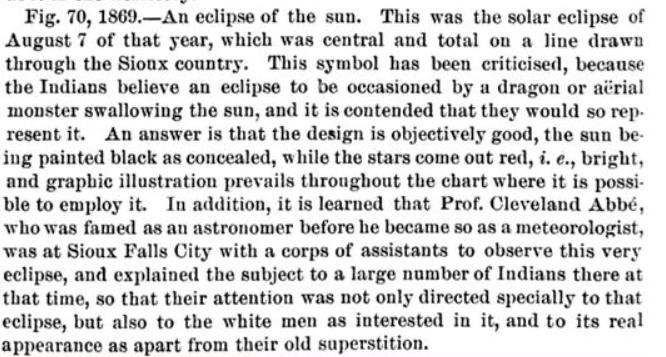 Fig. 70, 1869.—An eclipse of the sun. This was the solar eclipse of
August 7 of that year, which was central and total on a line drawn
through the Sioux country. This symbol has been criticised, because
the Indians believe an eclipse to be occasioned by a dragon or aërial
monster swallowing the sun, and it is contended that they would so rep-
resent it. An answer is that the design is objectively good, the sun be-
ing painted black as concealed, while the stars come out red, i. e., bright,
and graphic illustration prevails throughout the chart where it is possi-
ble to employ it. In addition, it is learned that Prof. Cleveland Abbé,
who was famed as an astronomer before he became so as a meteorologist,
was at Sioux Falls City with a corps of assistants to observe this very
eclipse, and explained the subject to a large number of Indians there at
that time, so that their attention was not only directed specially to that
eclipse, but also to the white men as interested in it, and to its real
appearance as apart from their old superstition.